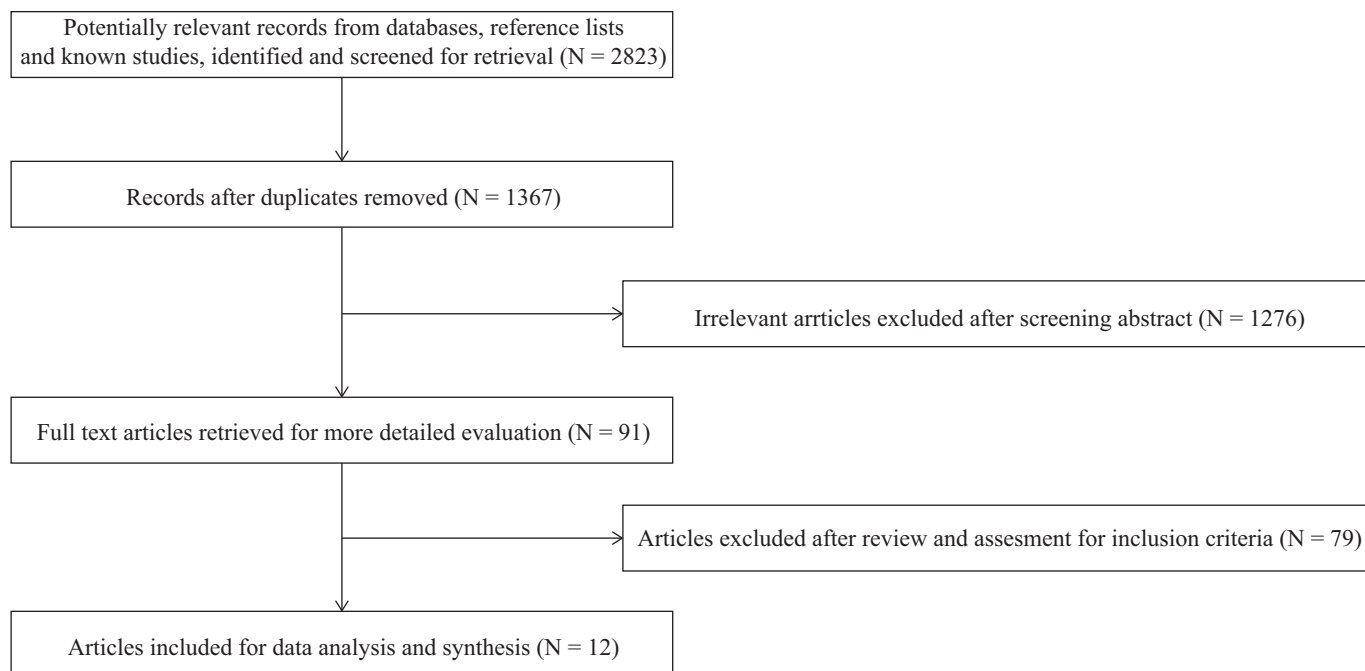 Potentially relevant records from databases, reference lists
and known studies, identified and screened for retrieval (N = 2823)
Records after duplicates removed (N = 1367)
Irrelevant arrticles excluded after screening abstract (N = 1276)
Full text articles retrieved for more detailed evaluation (N = 91)
Articles excluded after review and assesment for inclusion criteria (N = 79)
Articles included for data analysis and synthesis (N = 12)